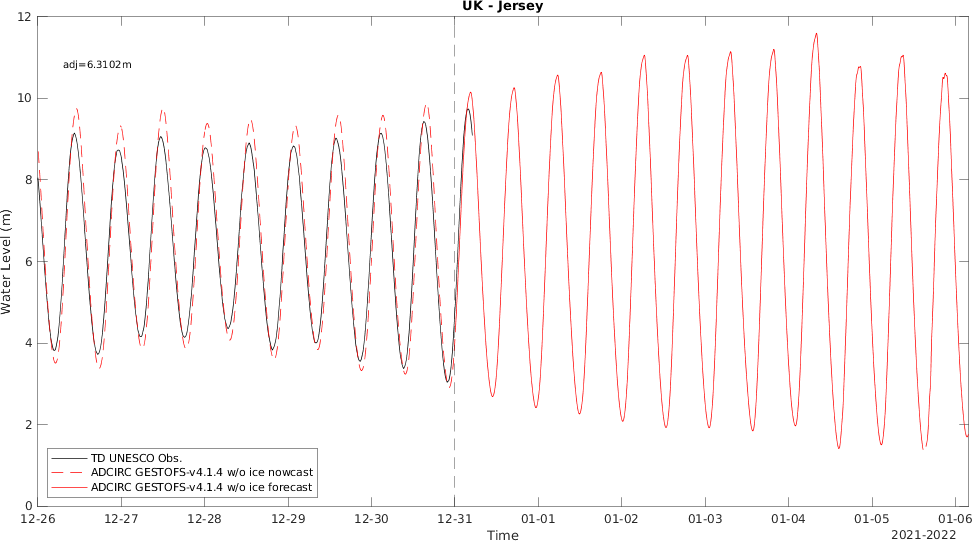 UK - Jersey
12
adj=6.3102m
10
8
6
4
2
0
Water Level (m)
TD UNESCO Obs.
ADCIRC GESTOFS-v4.1.4 w/o ice nowcast
ADCIRC GESTOFS-v4.1.4 w/o ice forecast
12-26 12-27 12-28 12-29 12-30 12-31 01-01 01-02 01-03 01-04 01-05 01-06
Time
2021-2022